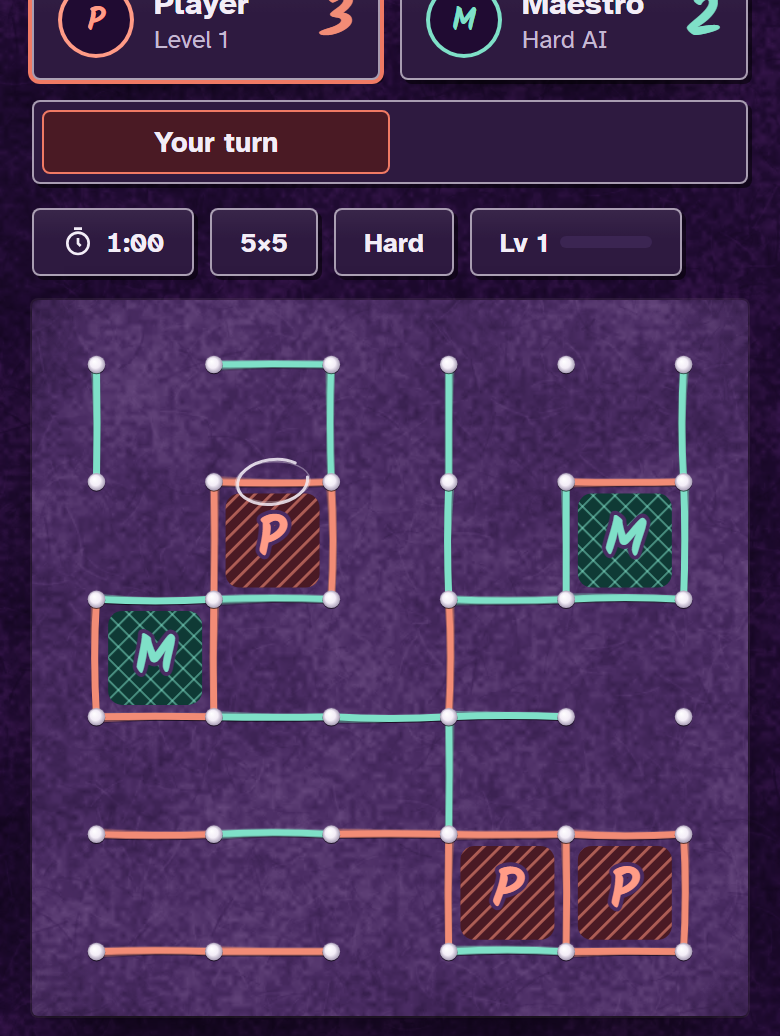 Player
P
Level 1
3
Maestro
M
Hard AI
2
Your turn
1:00
5×5
Hard
Lv 1
P
M
M
P
P